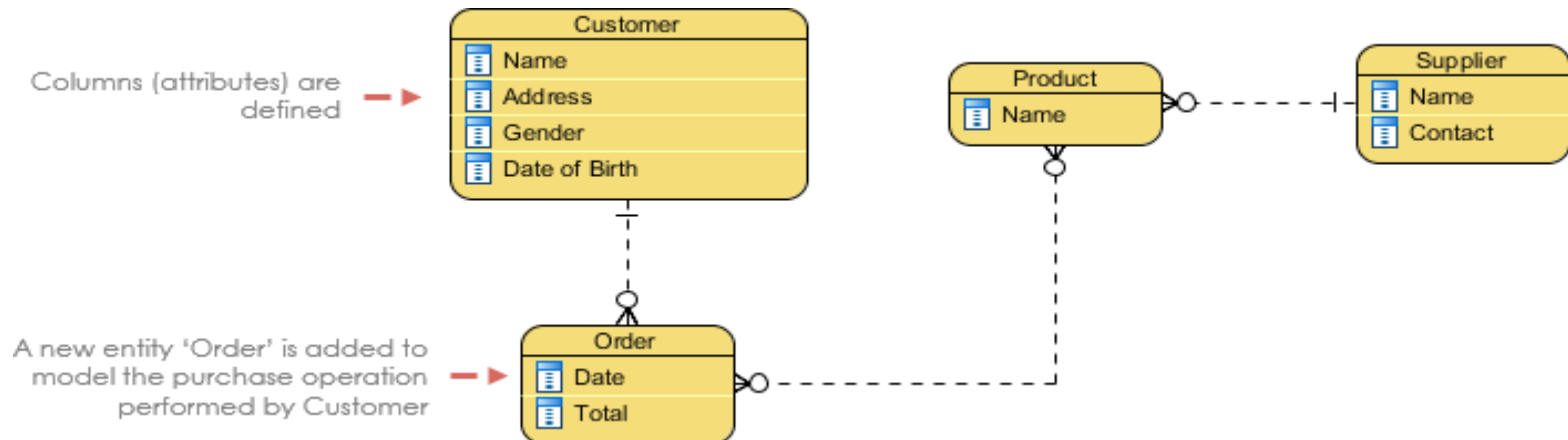 Customer
Name
Address
Gender
Date of Birth
Columns (attributes) are
defined
Product
Name
Supplier
Name
Contact
A new entity ‘Order’ is added to
model the purchase operation
performed by Customer
Order
Date
Total